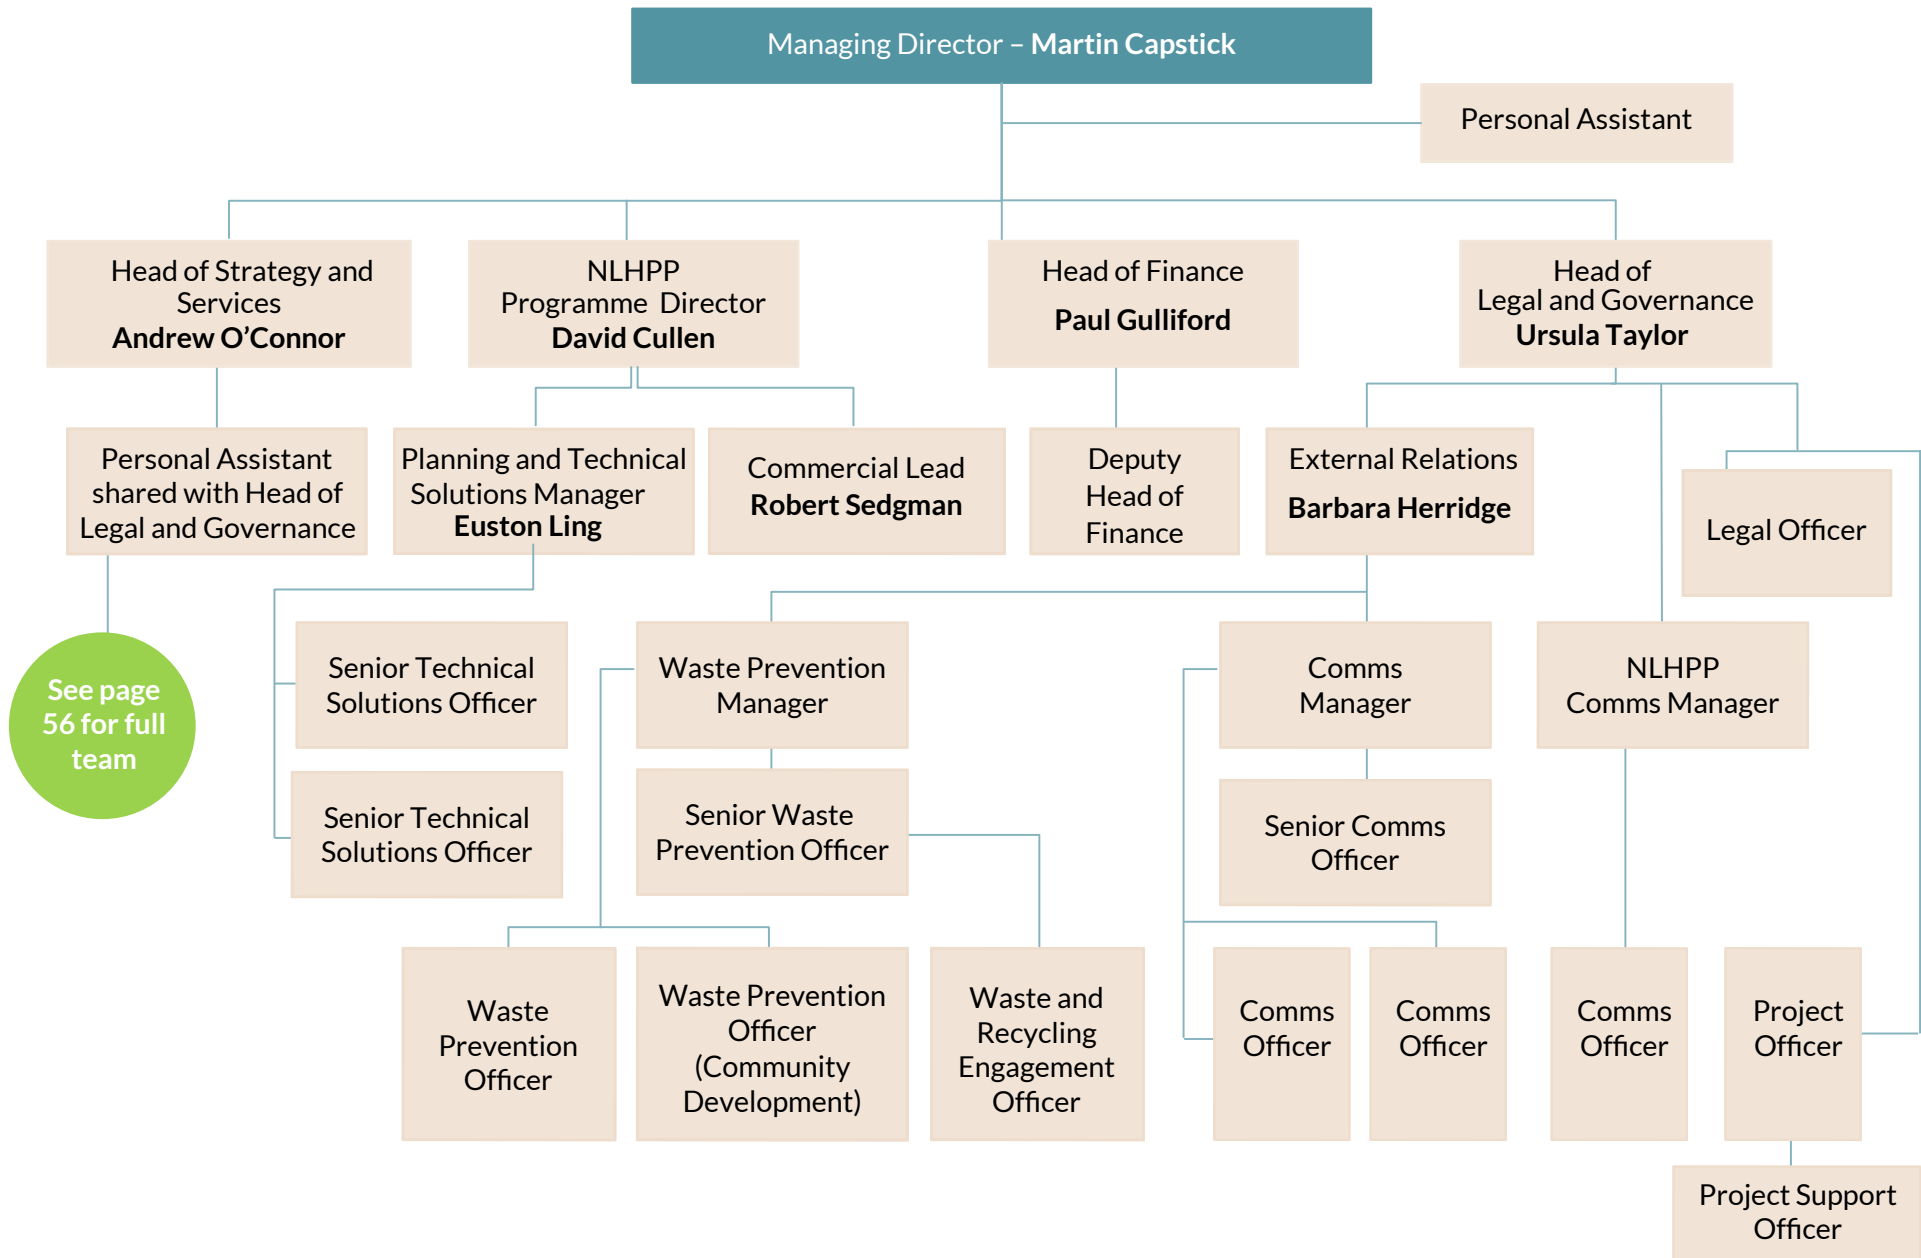 Managing Director – Martin Capstick
Personal Assistant
Head of Strategy and
Services
Andrew O’Connor
NLHPP
Programme Director
David Cullen
Head of Finance
Paul Gulliford
Head of
Legal and Governance
Ursula Taylor
Personal Assistant
shared with Head of
Legal and Governance
Planning and Technical
Solutions Manager
Euston Ling
Commercial Lead
Robert Sedgman
Deputy
Head of
Finance
External Relations
Barbara Herridge
Legal Officer
See page
56 for full
team
Senior Technical
Solutions Officer
Waste Prevention
Manager
Comms
Manager
NLHPP
Comms Manager
Senior Technical
Solutions Officer
Senior Waste
Prevention Officer
Senior Comms
Officer
Waste
Prevention
Officer
Waste Prevention
Officer
(Community
Development)
Waste and
Recycling
Engagement
Officer
Comms
Officer
Comms
Officer
Comms
Officer
Project
Officer
Project Support
Officer